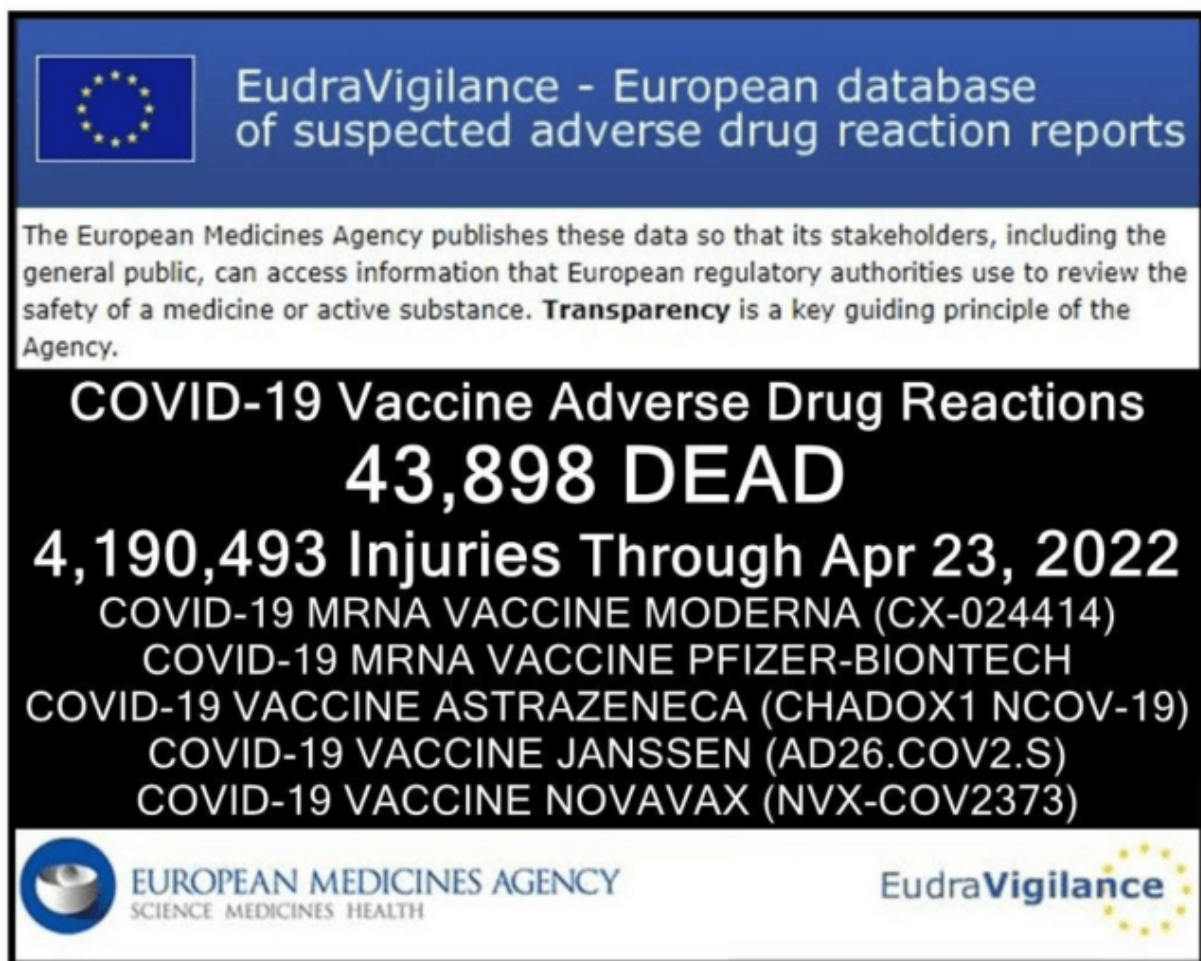 EudraVigilance - European database
of suspected adverse drug reaction reports
The European Medicines Agency publishes these data so that its stakeholders, including the
general public, can access information that European regulatory authorities use to review the
safety of a medicine or active substance. Transparency is a key guiding principle of the
Agency.
COVID-19 Vaccine Adverse Drug Reactions
43,898 DEAD
4,190,493 Injuries Through Apr 23, 2022
COVID-19 MRNA VACCINE MODERNA (CX-024414)
COVID-19 MRNA VACCINE PFIZER-BIONTECH
COVID-19 VACCINE ASTRAZENECA (CHADOX1 NCOV-19)
COVID-19 VACCINE JANSSEN (AD26.COV2.S)
COVID-19 VACCINE NOVAVAX (NVX-COV2373)
EUROPEAN MEDICINES AGENCY
SCIENCE MEDICINES HEALTH
EudraVigilance